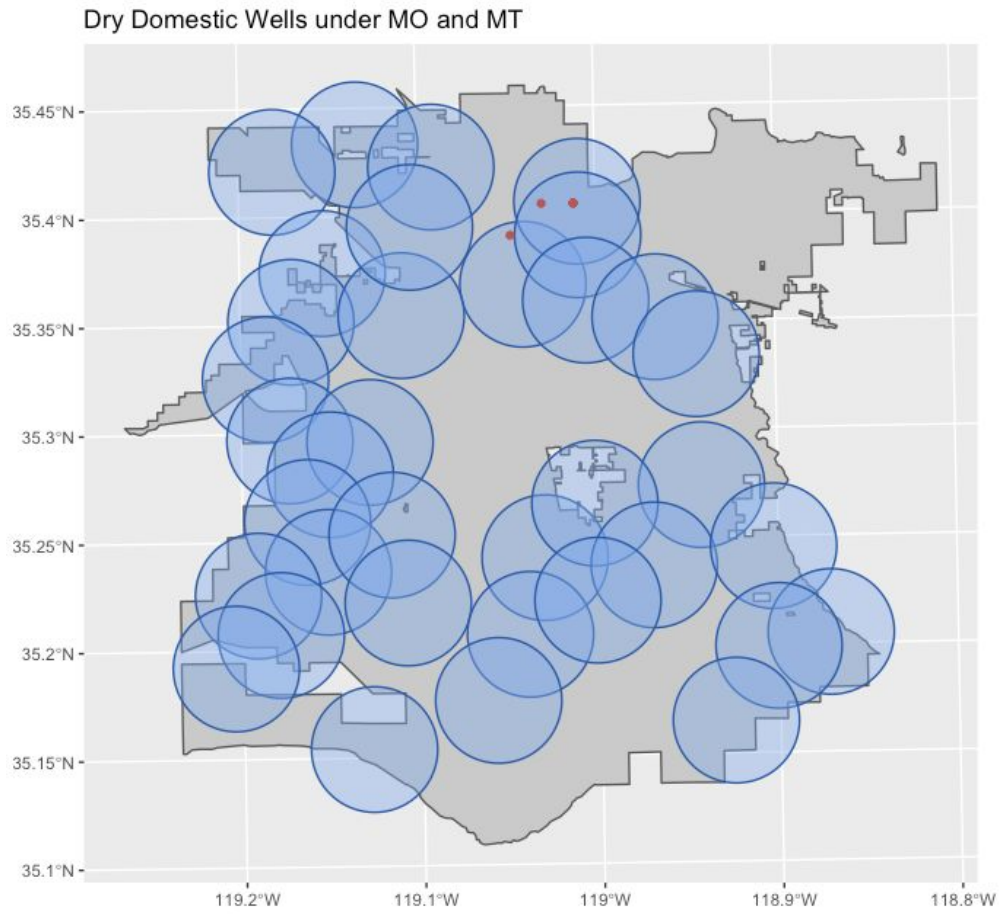 Dry Domestic Wells under MO and MT
35.45°N
35.4°N
35.35°N
35.3°N
35.25°N
35.2°N
35.15°N
35.1°N
119.2°W 119.1°W 119°W 118.9°W 118.8°W